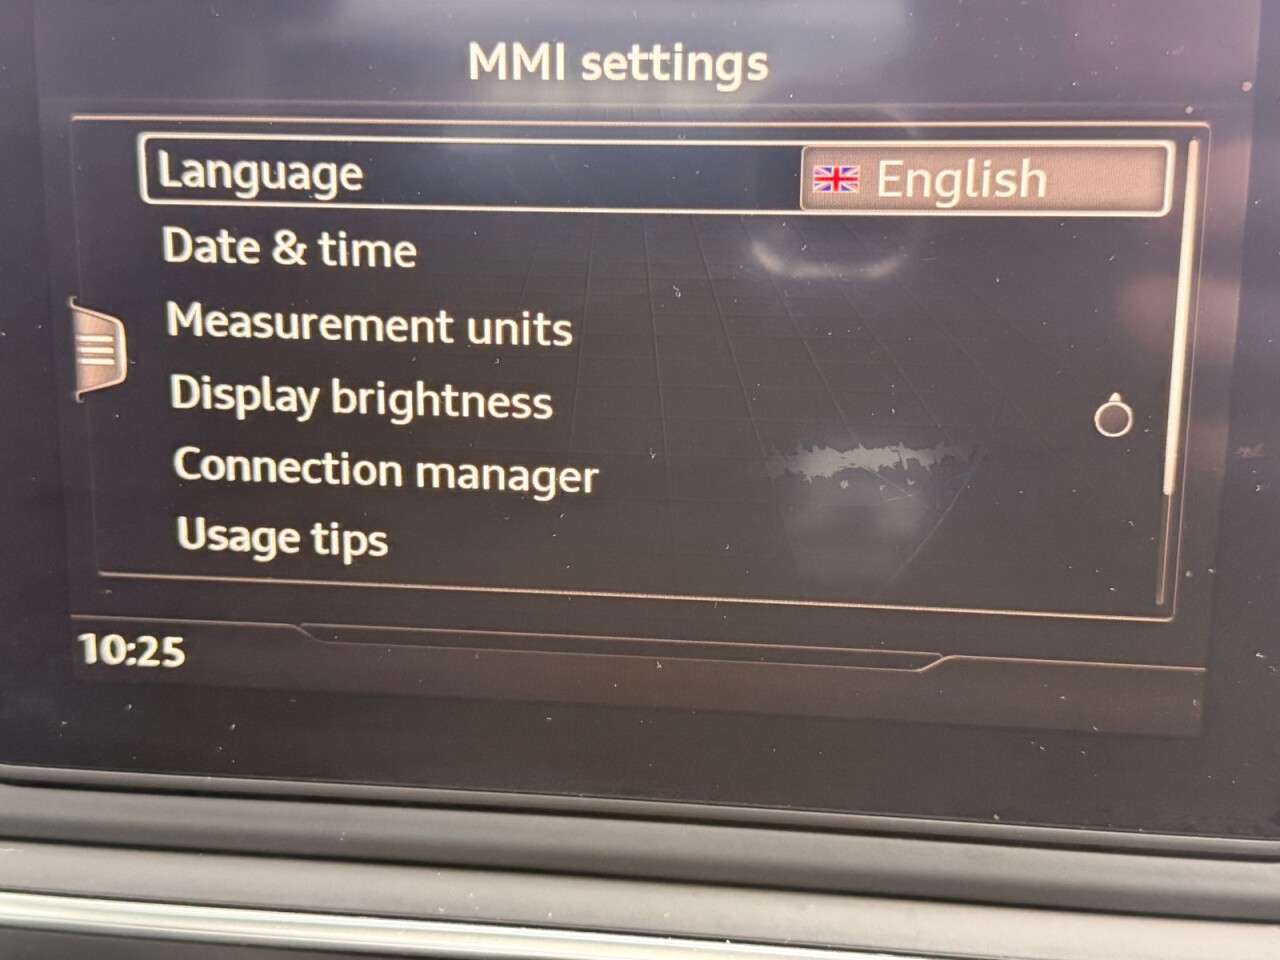 MMI settings
Language English
Date & time
Measurement units
Display brightness
Connection manager
Usage tips
10:25